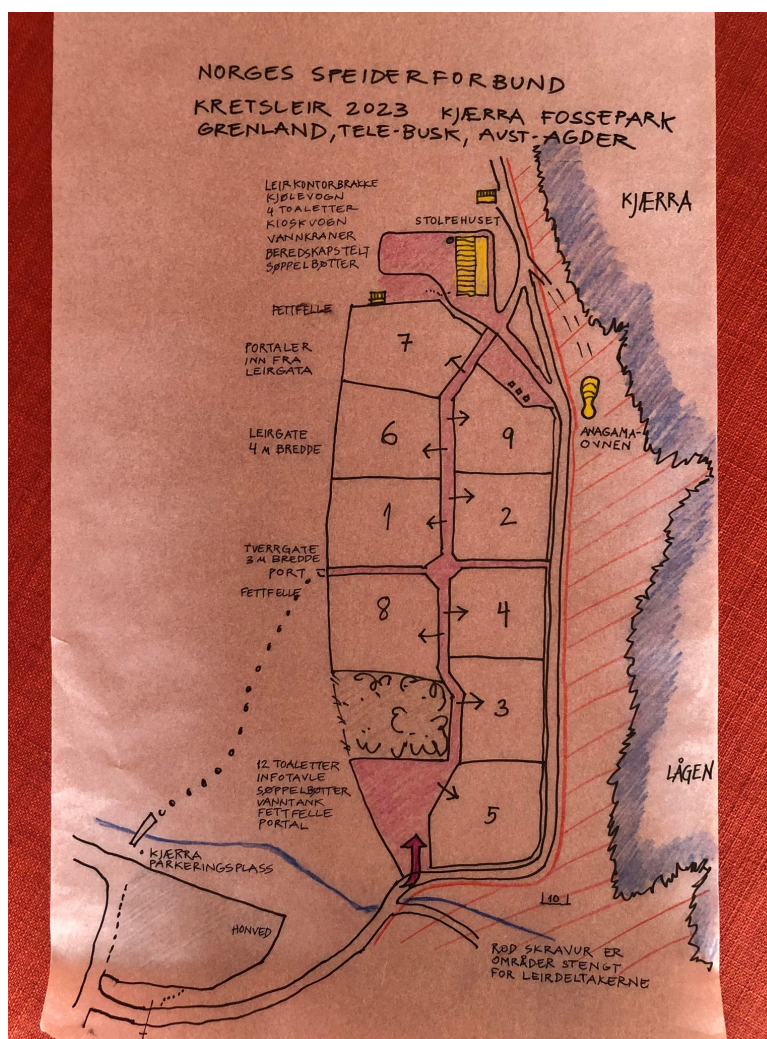 NORGES SPEIDERFORBUND
KRETSLEIR 2023 KJÆRRA FOSSEPARK
GRENLAND, TELE-BUSK, AUST-AGDER
LEIRKONTORBRAKKE
KJØLEVOGN
4 TOALETTER
KIOSKVOGN
VANNKRANER
BEREDSKAPSTELT
SØPPELBØTTER
STOLPEHUSET
KJÆRRA
FETTFELLE
PORTALER
INN FRA
LEIRGATA
7
LEIRGATE
4 M BREDDE
6
9
ANAGAMA-
OVNEN
1
2
TVERRGATE
3 M BREDDE
PORT
FETTFELLE
8
4
3
12 TOALETTER
INFOTAVLE
SØPPELBØTTER
VANNTANK
FETTFELLE
PORTAL
5
LÅGEN
KJÆRRA
PARKERINGSPLASS
HONVED
10
RØD SKRAVUR ER
OMRÅDER STENGT
FOR LEIRDELTAKERNE